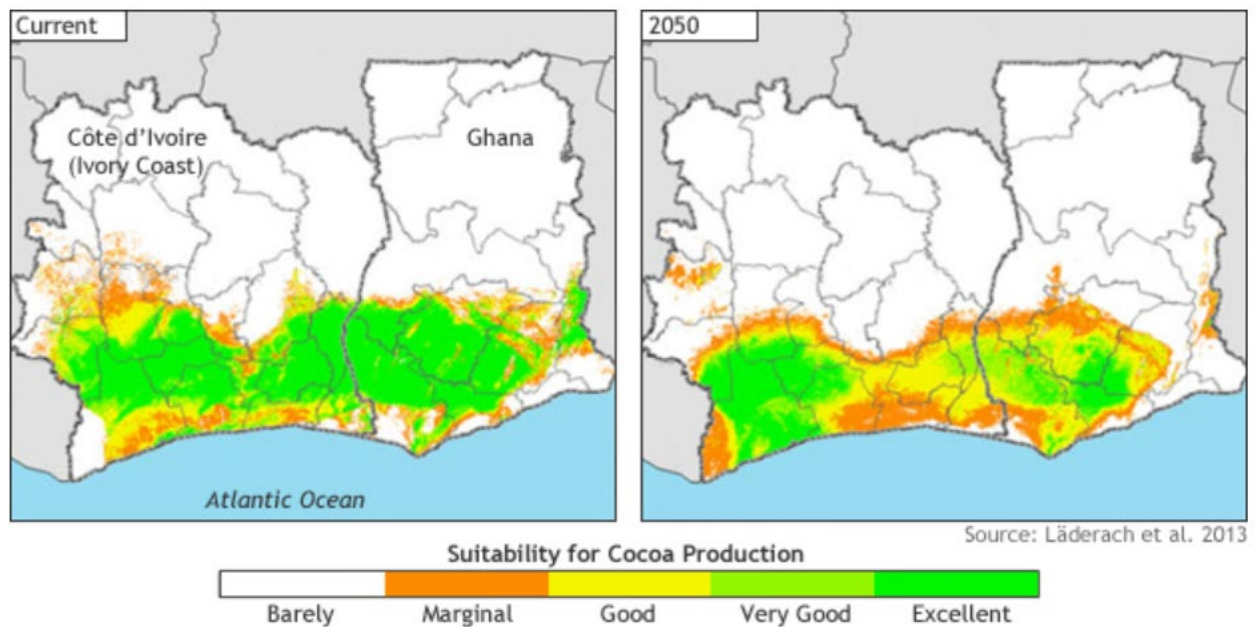 Current
2050
Côte d'Ivoire
(Ivory Coast)
Ghana
Atlantic Ocean
Source: Läderach et al. 2013
Suitability for Cocoa Production
Barely
Marginal
Good
Very Good
Excellent